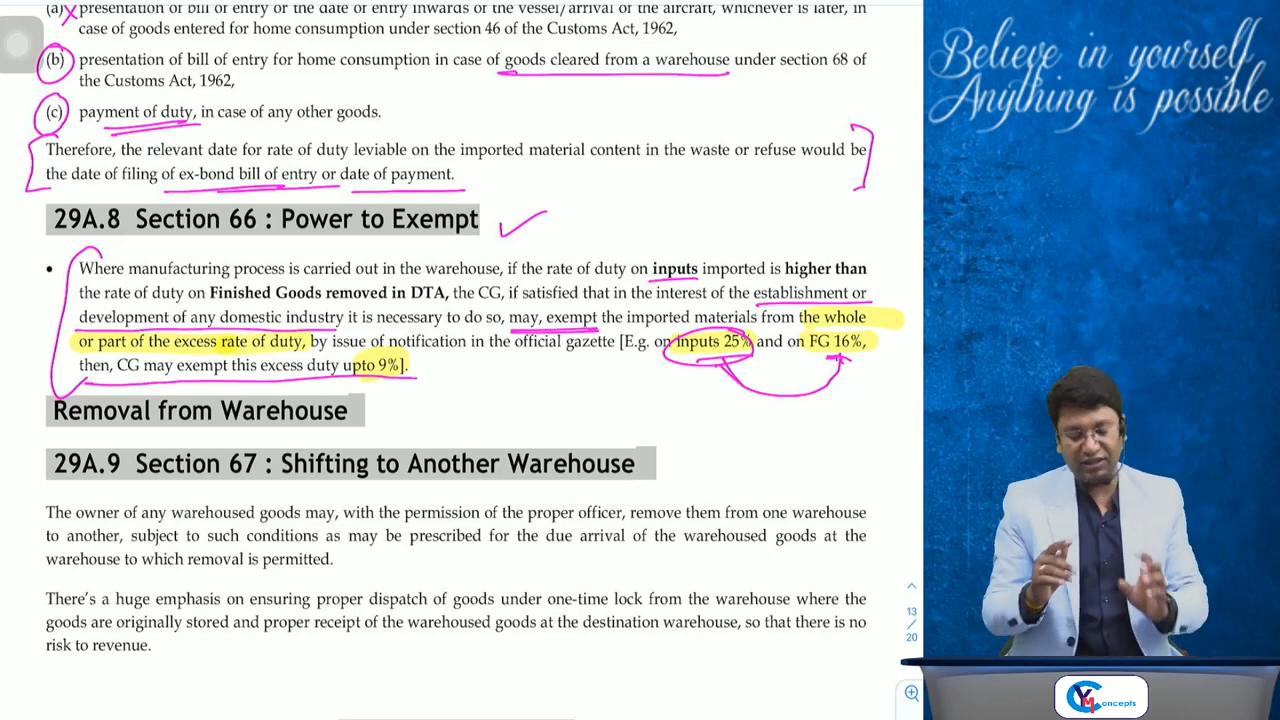 (a) presentation of bill of entry or the date of entry inwards of the vessel/arrival of the aircraft, whichever is later, in
case of goods entered for home consumption under section 46 of the Customs Act, 1962,
(b) presentation of bill of entry for home consumption in case of goods cleared from a warehouse under section 68 of
the Customs Act, 1962,
(c) payment of duty, in case of any other goods.
Therefore, the relevant date for rate of duty leviable on the imported material content in the waste or refuse would be
the date of filing of ex-bond bill of entry or date of payment.
29A.8 Section 66 : Power to Exempt
• Where manufacturing process is carried out in the warehouse, if the rate of duty on inputs imported is higher than
the rate of duty on Finished Goods removed in DTA, the CG, if satisfied that in the interest of the establishment or
development of any domestic industry it is necessary to do so, may, exempt the imported materials from the whole
or part of the excess rate of duty, by issue of notification in the official gazette [E.g. on inputs 25% and on FG 16%,
then, CG may exempt this excess duty upto 9%].
Removal from Warehouse
29A.9 Section 67 : Shifting to Another Warehouse
The owner of any warehoused goods may, with the permission of the proper officer, remove them from one warehouse
to another, subject to such conditions as may be prescribed for the due arrival of the warehoused goods at the
warehouse to which removal is permitted.
There's a huge emphasis on ensuring proper dispatch of goods under one-time lock from the warehouse where the
goods are originally stored and proper receipt of the warehoused goods at the destination warehouse, so that there is no
risk to revenue.
13
/
20
Believe in yourself
Anything is possible
YM Concepts